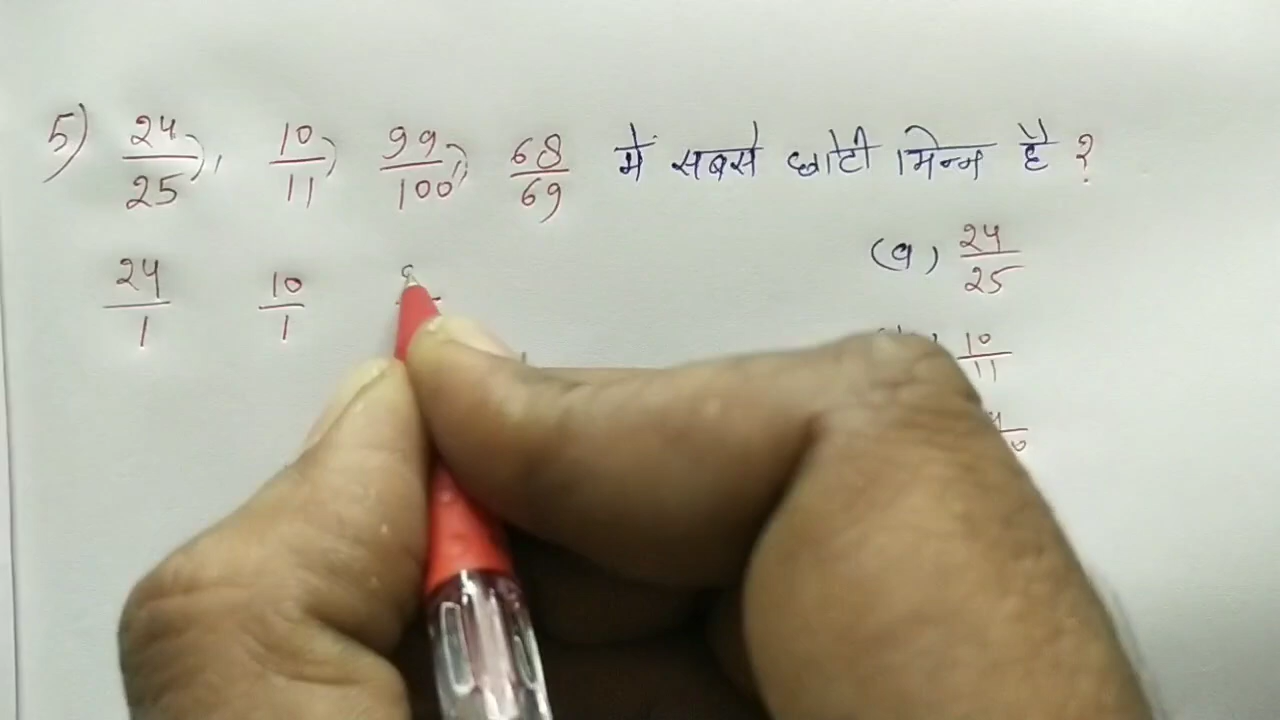 5) 24/25, 10/11, 99/100, 68/69 में सबसे छोटी भिन्न है ?
24/1 10/1
(a) 24/25
10/11